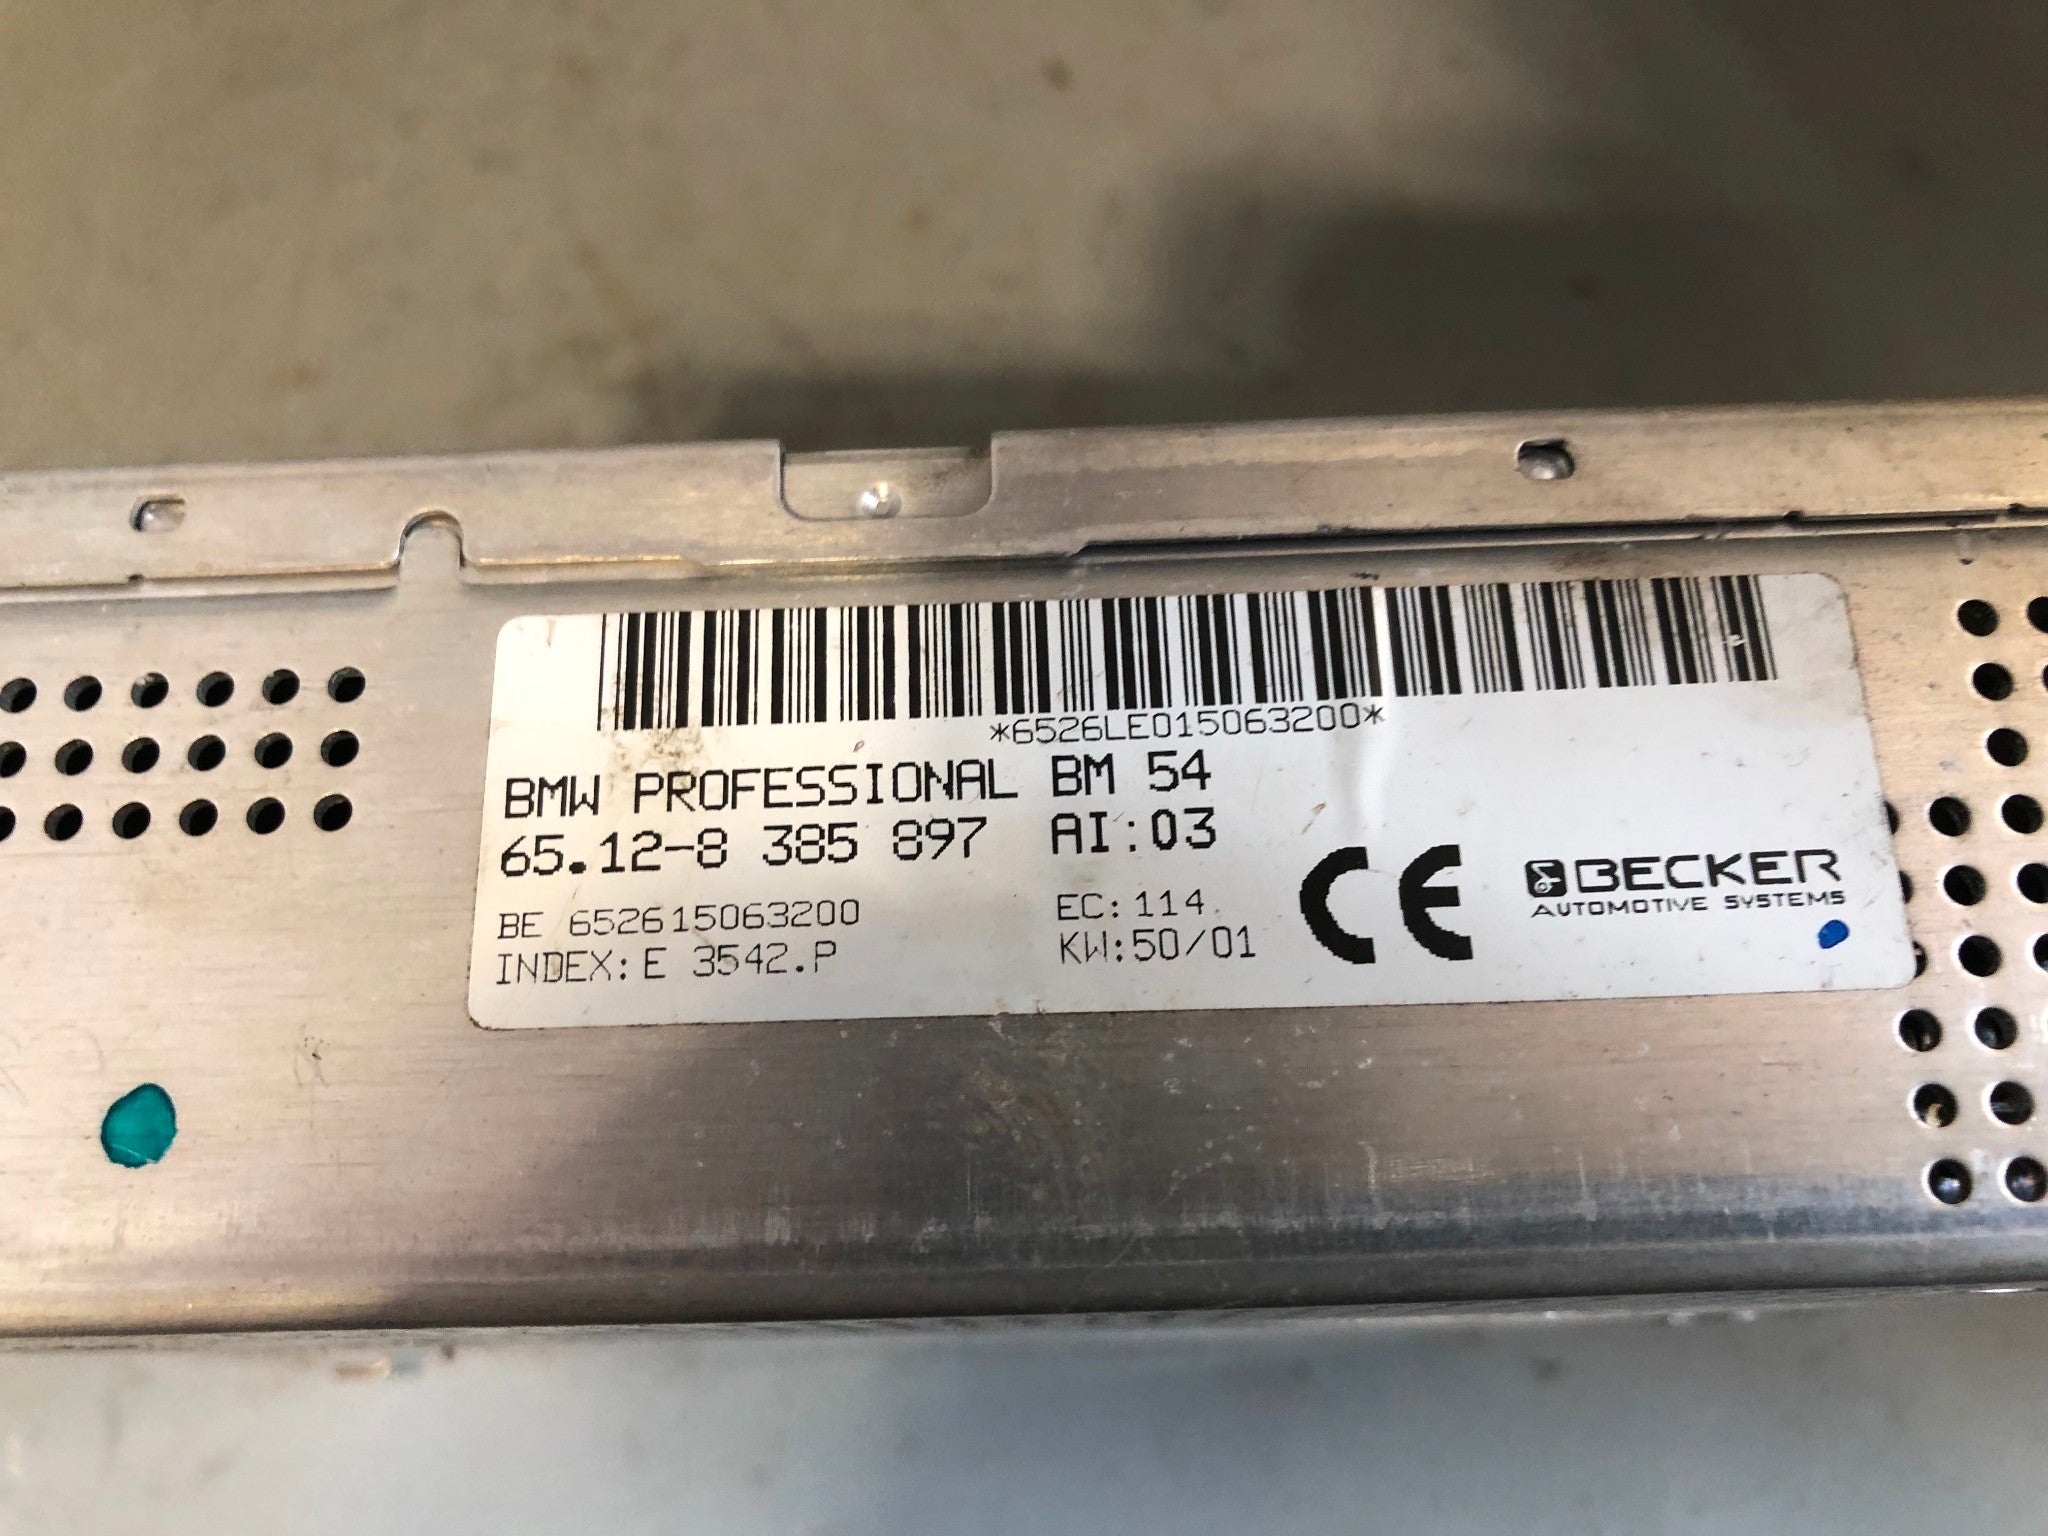 *6526LE015063200*
BMW PROFESSIONAL BM 54
65.12-8 385 897 AI:03
BE 652615063200 EC: 114
INDEX: E 3542.P KW:50/01
CE
BECKER
AUTOMOTIVE SYSTEMS